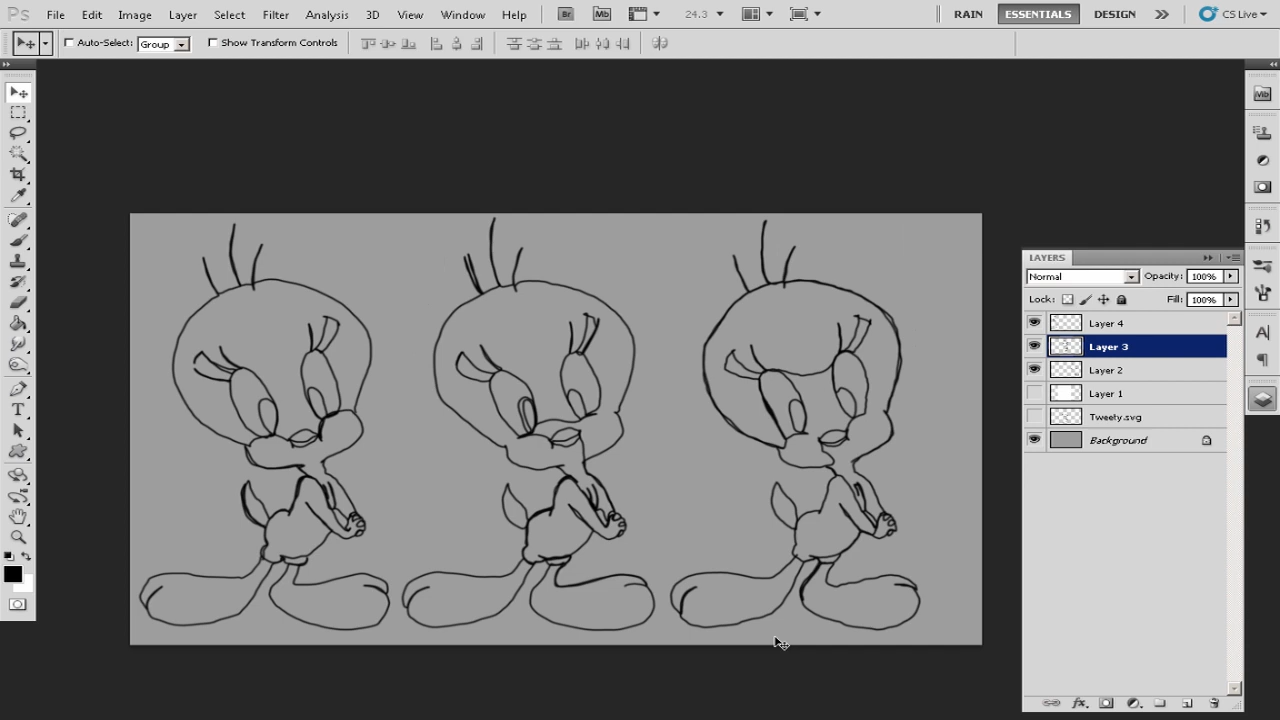 Ps File Edit Image Layer Select Filter Analysis 3D View Window Help Br Mb 24.3 RAIN ESSENTIALS DESIGN CS Live
Auto-Select: Group Show Transform Controls
Mb
LAYERS
Normal Opacity: 100%
Lock: Fill: 100%
Layer 4
Layer 3
Layer 2
Layer 1
Tweety.svg
Background
A
T
fx